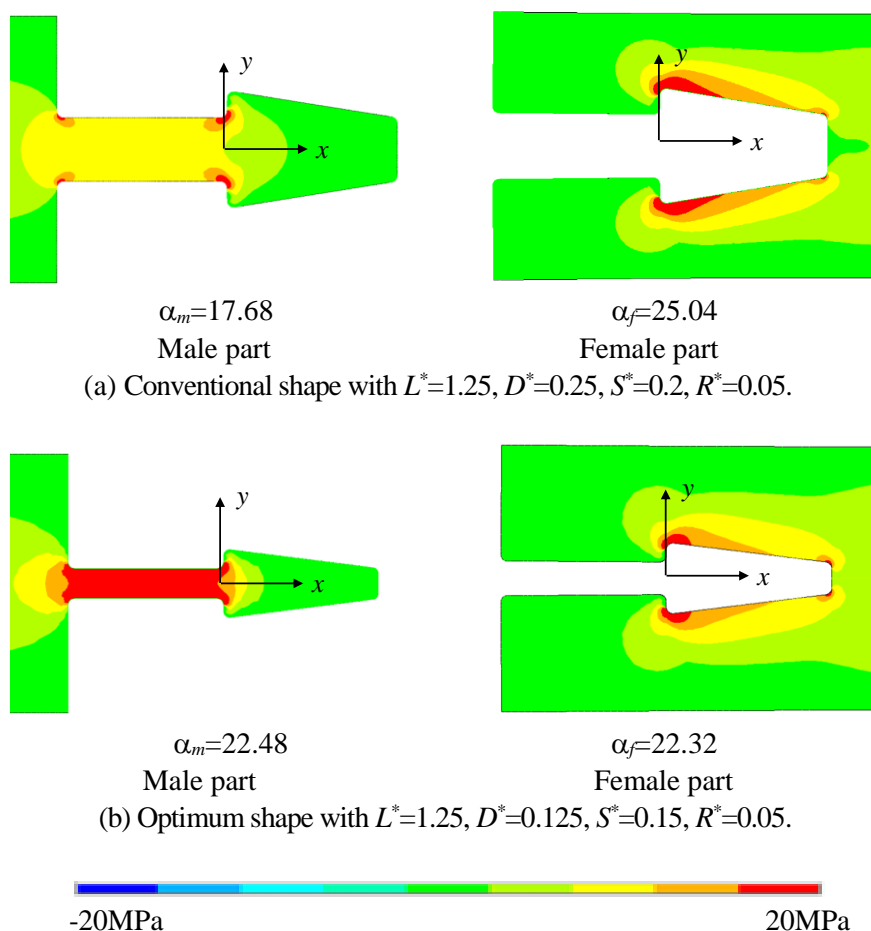 y
x
y
x
αm=17.68
αf=25.04
Male part
Female part
(a) Conventional shape with L*=1.25, D*=0.25, S*=0.2, R*=0.05.
y
x
y
x
αm=22.48
αf=22.32
Male part
Female part
(b) Optimum shape with L*=1.25, D*=0.125, S*=0.15, R*=0.05.
-20MPa
20MPa